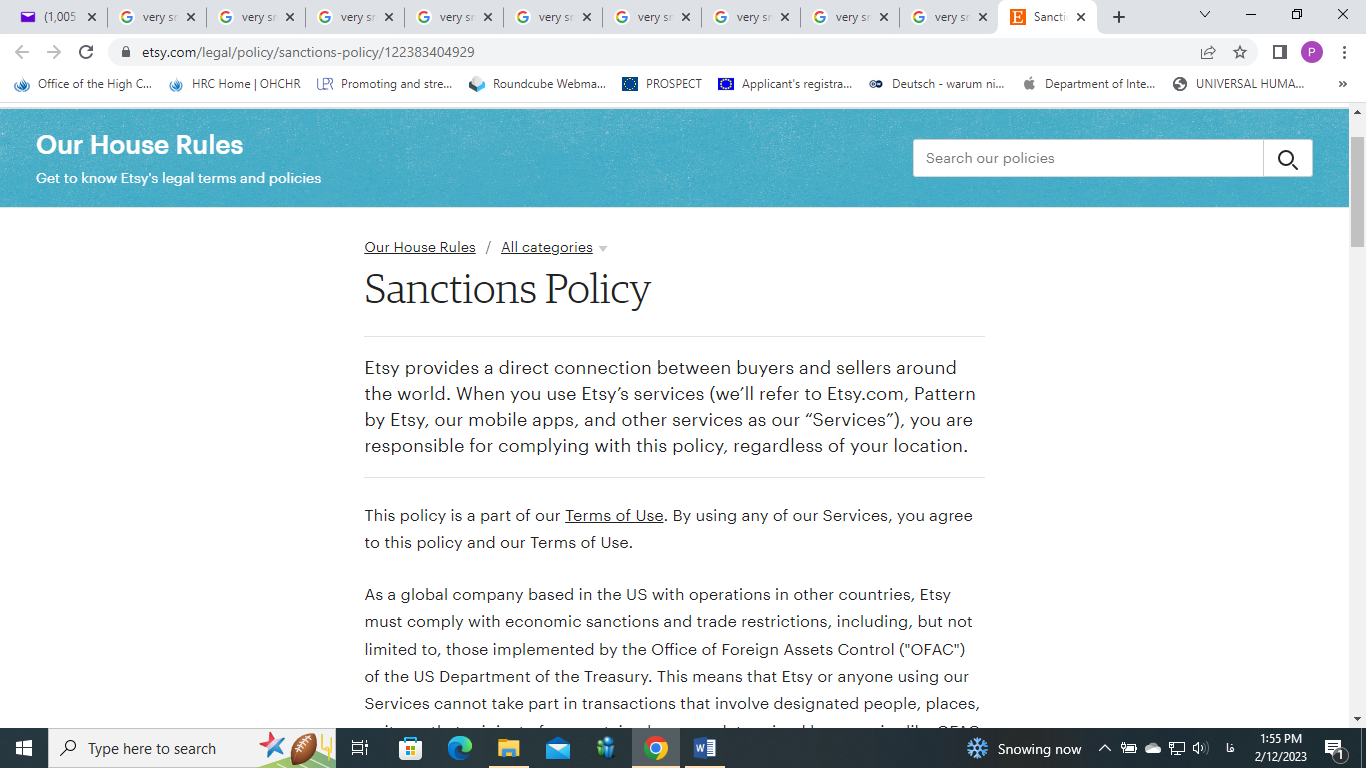 (1,005
very sr
very sr
very sr
very sr
very sr
very sr
very sr
very sr
very sr
Sancti
etsy.com/legal/policy/sanctions-policy/122383404929
P
Office of the High C...
HRC Home | OHCHR
Promoting and stre...
Roundcube Webma...
PROSPECT
Applicant's registra...
Deutsch - warum ni...
Department of Inte...
UNIVERSAL HUMA...
Our House Rules
Get to know Etsy's legal terms and policies
Search our policies
Our House Rules / All categories
Sanctions Policy
Etsy provides a direct connection between buyers and sellers around
the world. When you use Etsy’s services (we’ll refer to Etsy.com, Pattern
by Etsy, our mobile apps, and other services as our “Services”), you are
responsible for complying with this policy, regardless of your location.
This policy is a part of our Terms of Use. By using any of our Services, you agree
to this policy and our Terms of Use.
As a global company based in the US with operations in other countries, Etsy
must comply with economic sanctions and trade restrictions, including, but not
limited to, those implemented by the Office of Foreign Assets Control ("OFAC")
of the US Department of the Treasury. This means that Etsy or anyone using our
Services cannot take part in transactions that involve designated people, places,
Type here to search
Snowing now
فا
1:55 PM
2/12/2023
1